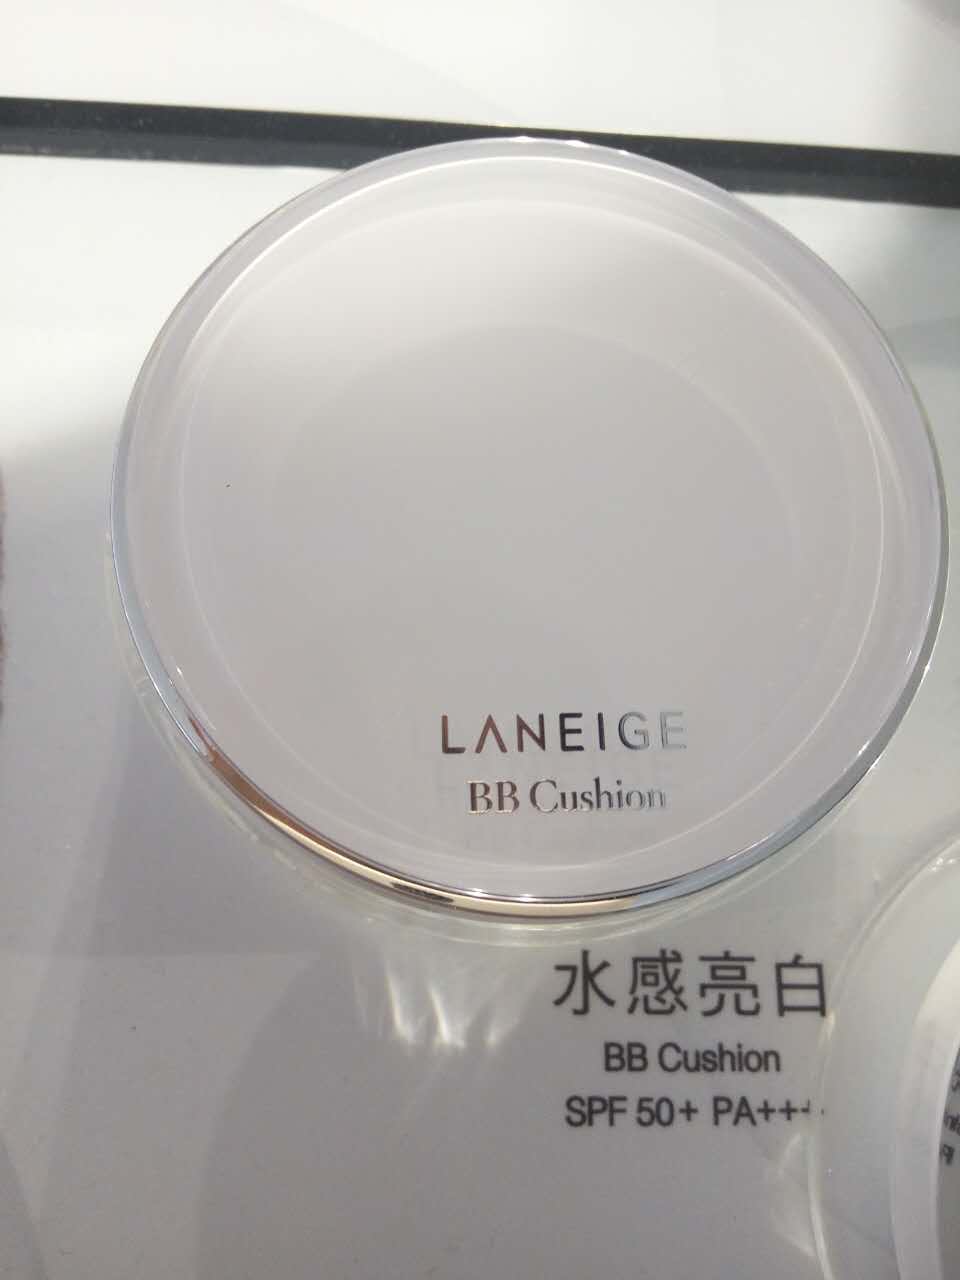 LANEIGE
BB Cushion
水感亮白
BB Cushion
SPF 50+ PA+++